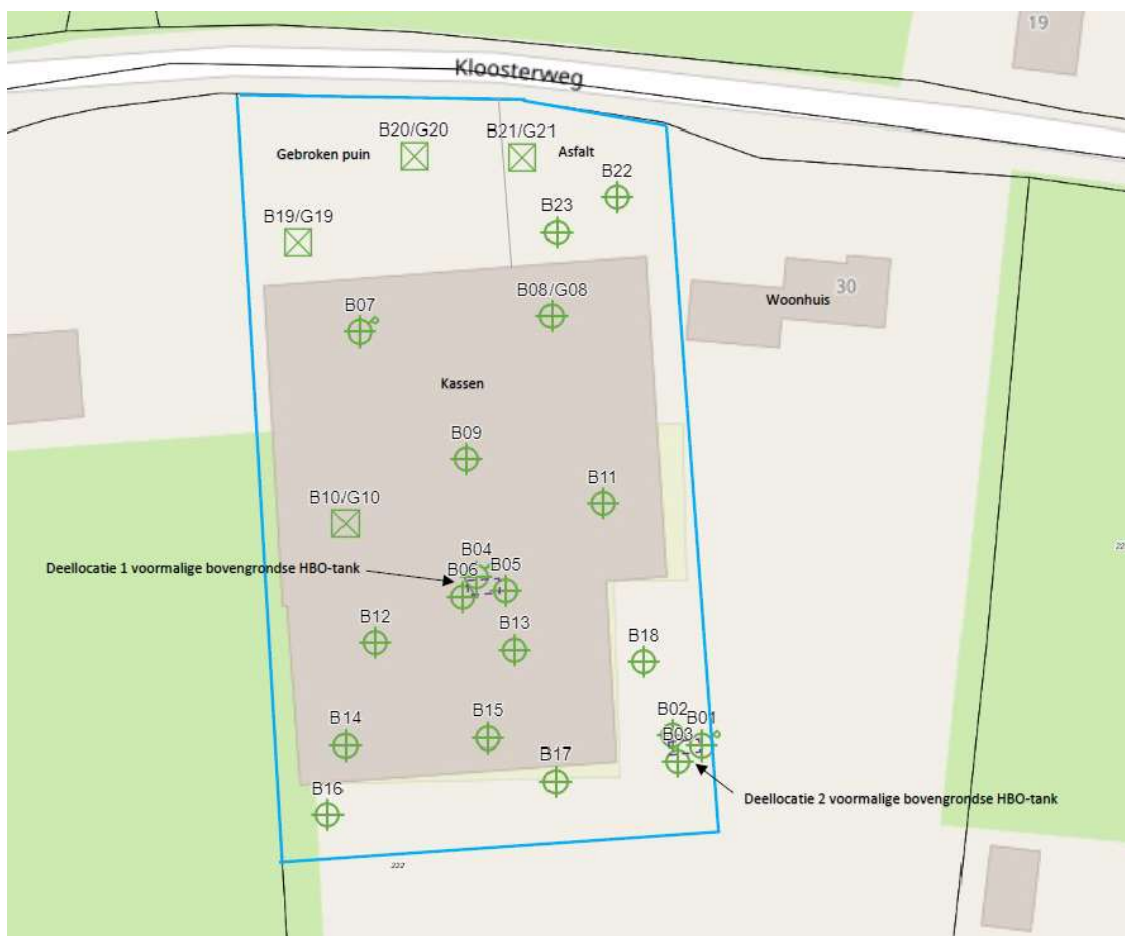 19
Kloosterweg
B20/G20
B21/G21
Gebroken puin
Asfalt
B22
B23
B19/G19
Woonhuis
30
B07
B08/G08
Kassen
B09
B11
B10/G10
B04
Deellocatie 1 voormalige bovengrondse HBO-tank
B06
B05
B12
B13
B18
B14
B15
B02
B01
B03
B17
B16
Deellocatie 2 voormalige bovengrondse HBO-tank
222